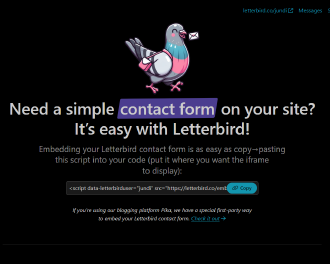 letterbird.co/jundi
Messages
Need a simple contact form on your site?
It's easy with Letterbird!
Embedding your Letterbird contact form is as easy as copy→pasting
this script into your code (put it where you want the iframe
to display):
<script data-letterbirduser="jundi" src="https://letterbird.co/emb
Copy
If you're using our blogging platform Pika, we have a special first-party way
to embed your Letterbird contact form. Check it out →